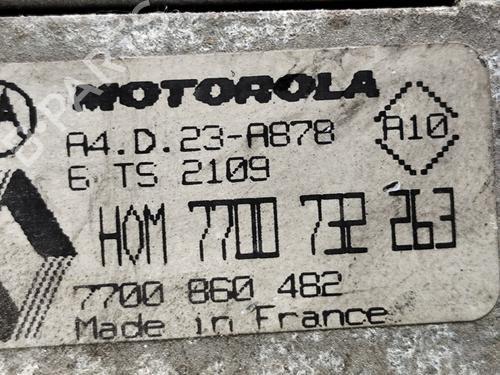 MOTOROLA
A4.D.23-A878
A10
6 TS 2109
HOM 7700 732 263
7700 860 482
Made in France